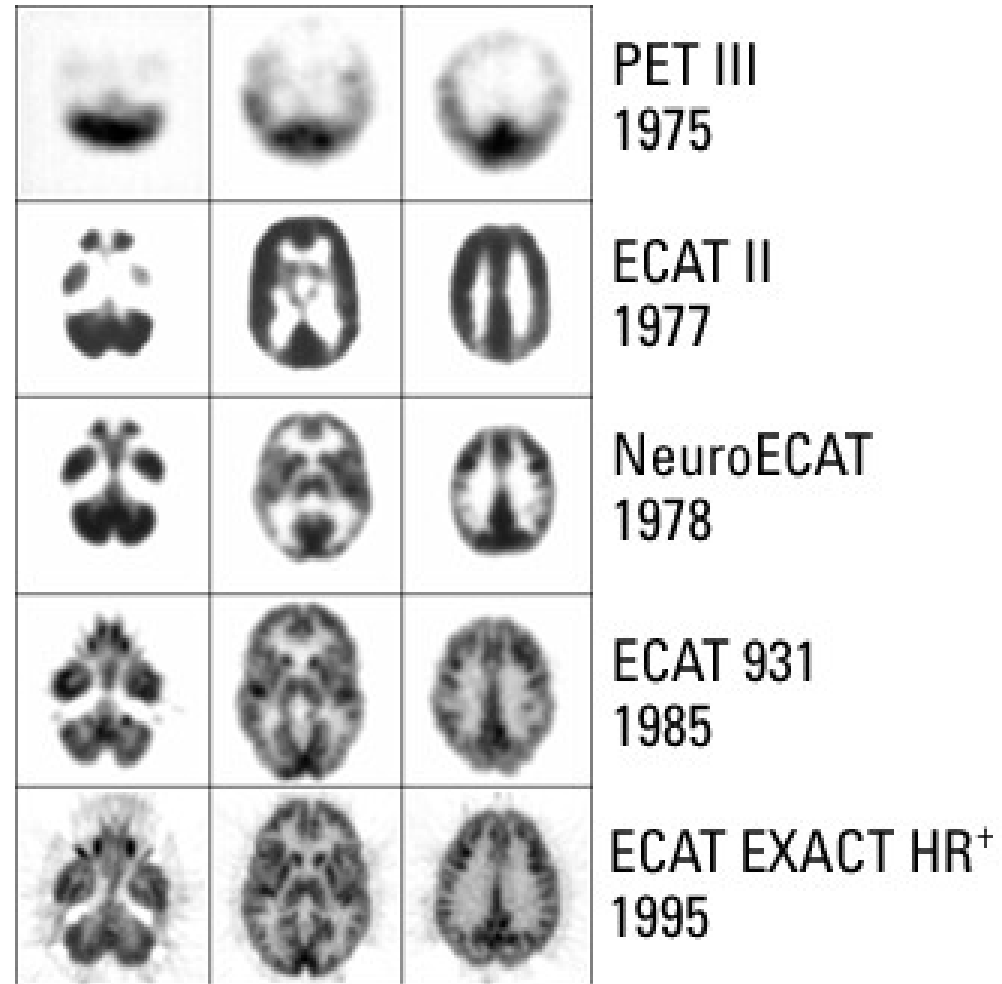 PET III
1975
ECAT II
1977
NeuroECAT
1978
ECAT 931
1985
ECAT EXACT HR⁺
1995